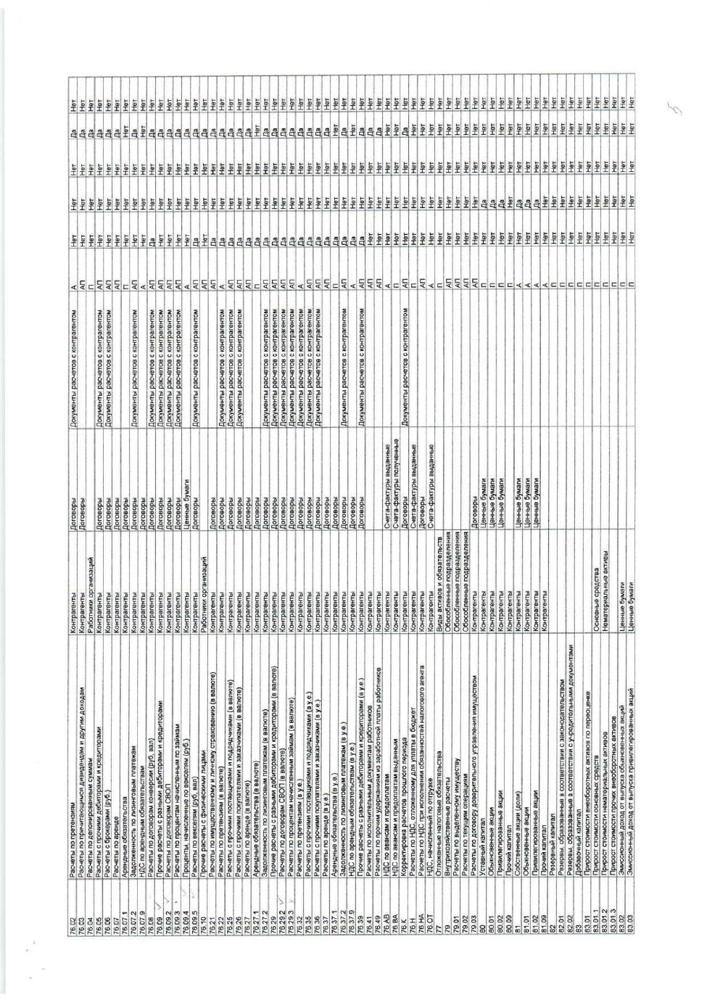 76.02 Расчеты по претензиям Контрагенты Договоры Документы расчетов с контрагентом А Нет Нет Нет Да Нет
76.03 Расчеты по причитающимся дивидендам и другим доходам Контрагенты Договоры АП Нет Нет Нет Да Нет
76.04 Расчеты по депонированным суммам Работники организаций П Нет Нет Нет Да Нет
76.05 Расчеты с прочими дебиторами и кредиторами Контрагенты Договоры Документы расчетов с контрагентом АП Нет Нет Нет Да Нет
76.06 Расчеты с брокерами (руб.) Контрагенты Договоры Документы расчетов с контрагентом АП Нет Нет Нет Да Нет
76.07 Расчеты по аренде Контрагенты Договоры АП Нет Нет Нет Да Нет
76.07.1 Арендные обязательства Контрагенты Договоры П Нет Нет Нет Нет Нет
76.07.2 Задолженность по лизинговым платежам Контрагенты Договоры Документы расчетов с контрагентом АП Нет Нет Нет Да Нет
76.07.9 НДС по арендным обязательствам Контрагенты Договоры А Нет Нет Нет Нет Нет
76.08 Расчеты по договорам конверсии (руб, вал) Контрагенты Договоры Документы расчетов с контрагентом АП Да Нет Нет Да Нет
76.09 Прочие расчеты с разными дебиторами и кредиторами Контрагенты Договоры Документы расчетов с контрагентом АП Нет Нет Нет Да Нет
76.09.2 Расчеты по договорам СВОП Контрагенты Договоры Документы расчетов с контрагентом АП Нет Нет Нет Да Нет
76.09.3 Расчеты по процентам начисленным по займам Контрагенты Договоры Документы расчетов с контрагентом АП Нет Нет Нет Да Нет
76.09.4 Проценты, начисленные по векселям (руб.) Контрагенты Ценные бумаги А Нет Нет Нет Да Нет
76.09.5 Расчеты по векселям (руб, вал) Контрагенты Договоры Документы расчетов с контрагентом АП Да Нет Нет Да Нет
76.10 Прочие расчеты с физическими лицами Работники организаций АП Нет Нет Нет Да Нет
76.21 Расчеты по имущественному и личному страхованию (в валюте) Контрагенты Договоры АП Да Нет Нет Да Нет
76.22 Расчеты по претензиям (в валюте) Контрагенты Договоры Документы расчетов с контрагентом А Да Нет Нет Да Нет
76.25 Расчеты с прочими поставщиками и подрядчиками (в валюте) Контрагенты Договоры Документы расчетов с контрагентом АП Да Нет Нет Да Нет
76.26 Расчеты с прочими покупателями и заказчиками (в валюте) Контрагенты Договоры Документы расчетов с контрагентом АП Да Нет Нет Да Нет
76.27 Расчеты по аренде (в валюте) Контрагенты Договоры АП Да Нет Нет Да Нет
76.27.1 Арендные обязательства (в валюте) Контрагенты Договоры П Да Нет Нет Нет Нет
76.27.2 Задолженность по лизинговым платежам (в валюте) Контрагенты Договоры Документы расчетов с контрагентом АП Да Нет Нет Да Нет
76.29 Прочие расчеты с разными дебиторами и кредиторами (в валюте) Контрагенты Договоры Документы расчетов с контрагентом АП Да Нет Нет Да Нет
76.29.2 Расчеты по договорам СВОП (в валюте) Контрагенты Договоры Документы расчетов с контрагентом АП Да Нет Нет Да Нет
76.29.3 Расчеты по процентам начисленным займам (в валюте) Контрагенты Договоры Документы расчетов с контрагентом АП Да Нет Нет Да Нет
76.32 Расчеты по претензиям (в у.е.) Контрагенты Договоры Документы расчетов с контрагентом А Да Нет Нет Да Нет
76.35 Расчеты с прочими поставщиками и подрядчиками (в у.е.) Контрагенты Договоры Документы расчетов с контрагентом АП Да Нет Нет Да Нет
76.36 Расчеты с прочими покупателями и заказчиками (в у.е.) Контрагенты Договоры Документы расчетов с контрагентом АП Да Нет Нет Да Нет
76.37 Расчеты по аренде (в у.е.) Контрагенты Договоры АП Да Нет Нет Да Нет
76.37.1 Арендные обязательства (в у.е.) Контрагенты Договоры П Да Нет Нет Нет Нет
76.37.2 Задолженность по лизинговым платежам (в у.е.) Контрагенты Договоры Документы расчетов с контрагентом АП Да Нет Нет Да Нет
76.37.9 НДС по арендным обязательствам (в у.е.) Контрагенты Договоры А Да Нет Нет Нет Нет
76.39 Прочие расчеты с разными дебиторами и кредиторами (в у.е.) Контрагенты Договоры Документы расчетов с контрагентом АП Да Нет Нет Да Нет
76.41 Расчеты по исполнительным документам работников Контрагенты АП Нет Нет Нет Да Нет
76.49 Расчеты по прочим удержаниям из заработной платы работников Контрагенты АП Нет Нет Нет Да Нет
76.АВ НДС по авансам и предоплатам Контрагенты Счета-фактуры выданные А Нет Нет Нет Нет Нет
76.ВА НДС по авансам и предоплатам выданным Контрагенты Счета-фактуры полученные П Нет Нет Нет Нет Нет
76.К Корректировка расчетов прошлого периода Контрагенты Договоры Документы расчетов с контрагентом АП Нет Нет Нет Да Нет
76.Н Расчеты по НДС, отложенному для уплаты в бюджет Контрагенты Счета-фактуры выданные П Нет Нет Нет Нет Нет
76.НА Расчеты по НДС при исполнении обязанностей налогового агента Контрагенты Договоры АП Нет Нет Нет Нет Нет
76.ОТ НДС, начисленный по отгрузке Контрагенты Счета-фактуры выданные А Нет Нет Нет Нет Нет
77 Отложенные налоговые обязательства Виды активов и обязательств П Нет Нет Нет Нет Нет
79 Внутрихозяйственные расчеты Обособленные подразделения АП Нет Нет Нет Нет Нет
79.01 Расчеты по выделенному имуществу Обособленные подразделения АП Нет Нет Нет Нет Нет
79.02 Расчеты по текущим операциям Обособленные подразделения АП Нет Нет Нет Нет Нет
79.03 Расчеты по договору доверительного управления имуществом Контрагенты Договоры АП Нет Нет Нет Нет Нет
80 Уставный капитал Контрагенты Ценные бумаги П Нет Да Нет Нет Нет
80.01 Обыкновенные акции Контрагенты Ценные бумаги П Нет Да Нет Нет Нет
80.02 Привилегированные акции Контрагенты Ценные бумаги П Нет Да Нет Нет Нет
80.09 Прочий капитал Контрагенты П Нет Нет Нет Нет Нет
81 Собственные акции (доли) Контрагенты Ценные бумаги А Нет Да Нет Нет Нет
81.01 Обыкновенные акции Контрагенты Ценные бумаги А Нет Да Нет Нет Нет
81.02 Привилегированные акции Контрагенты Ценные бумаги А Нет Да Нет Нет Нет
81.09 Прочий капитал Контрагенты А Нет Нет Нет Нет Нет
82 Резервный капитал П Нет Нет Нет Нет Нет
82.01 Резервы, образованные в соответствии с законодательством П Нет Нет Нет Нет Нет
82.02 Резервы, образованные в соответствии с учредительными документами П Нет Нет Нет Нет Нет
83 Добавочный капитал П Нет Нет Нет Нет Нет
83.01 Прирост стоимости внеоборотных активов по переоценке П Нет Нет Нет Нет Нет
83.01.1 Прирост стоимости основных средств Основные средства П Нет Нет Нет Нет Нет
83.01.2 Прирост стоимости нематериальных активов Нематериальные активы П Нет Нет Нет Нет Нет
83.01.3 Прирост стоимости прочих внеоборотных активов П Нет Нет Нет Нет Нет
83.02 Эмиссионный доход от выпуска обыкновенных акций Ценные бумаги П Нет Нет Нет Нет Нет
83.03 Эмиссионный доход от выпуска привилегированных акций Ценные бумаги П Нет Нет Нет Нет Нет